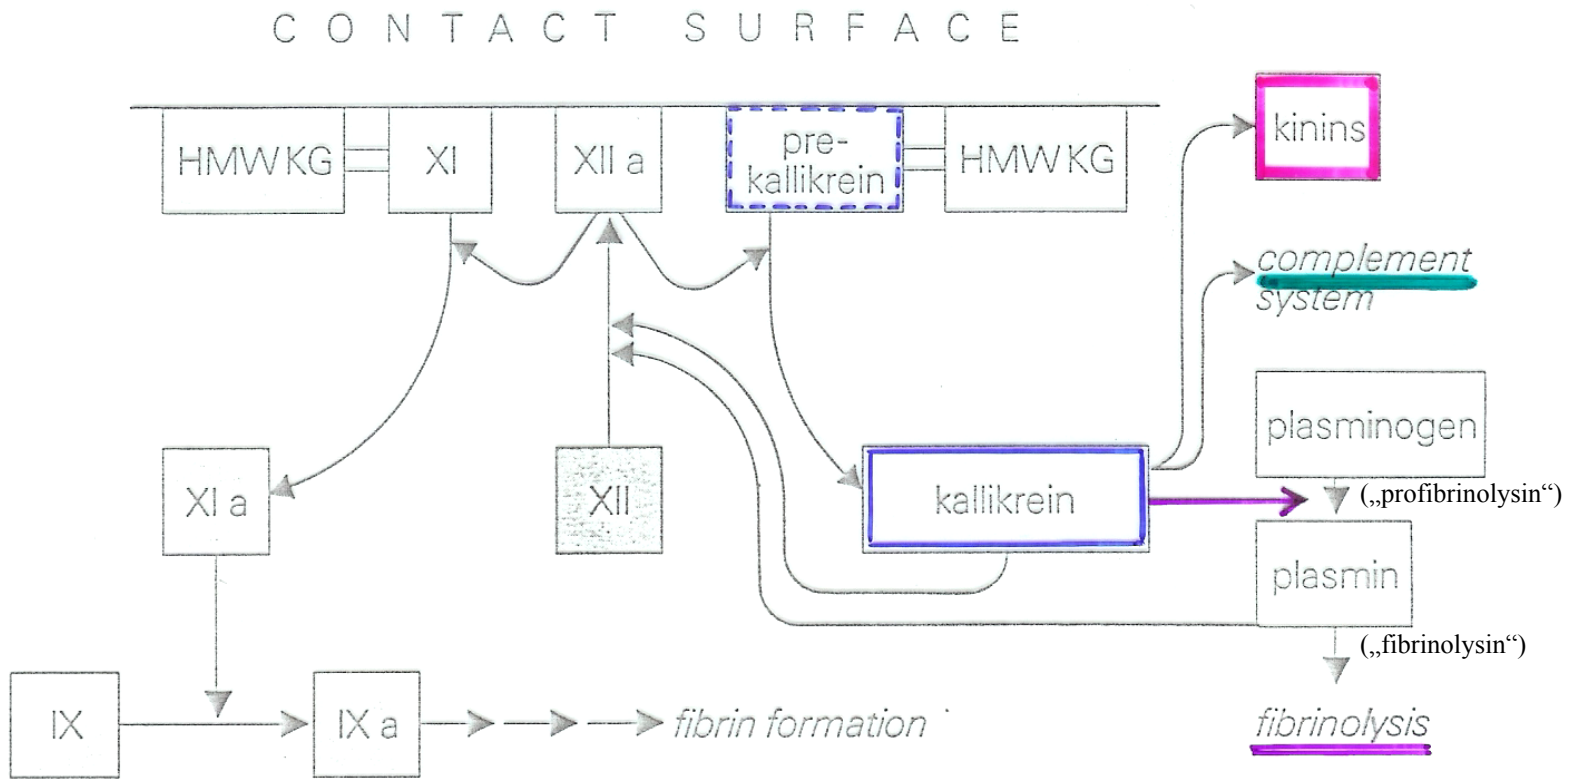 CONTACT SURFACE
HMWKG
XI
XII a
pre-
kallikrein
HMWKG
kinins
complement
system
plasminogen
(„profibrinolysin“)
XI a
XII
kallikrein
plasmin
(„fibrinolysin“)
IX
IX a
fibrin formation
fibrinolysis